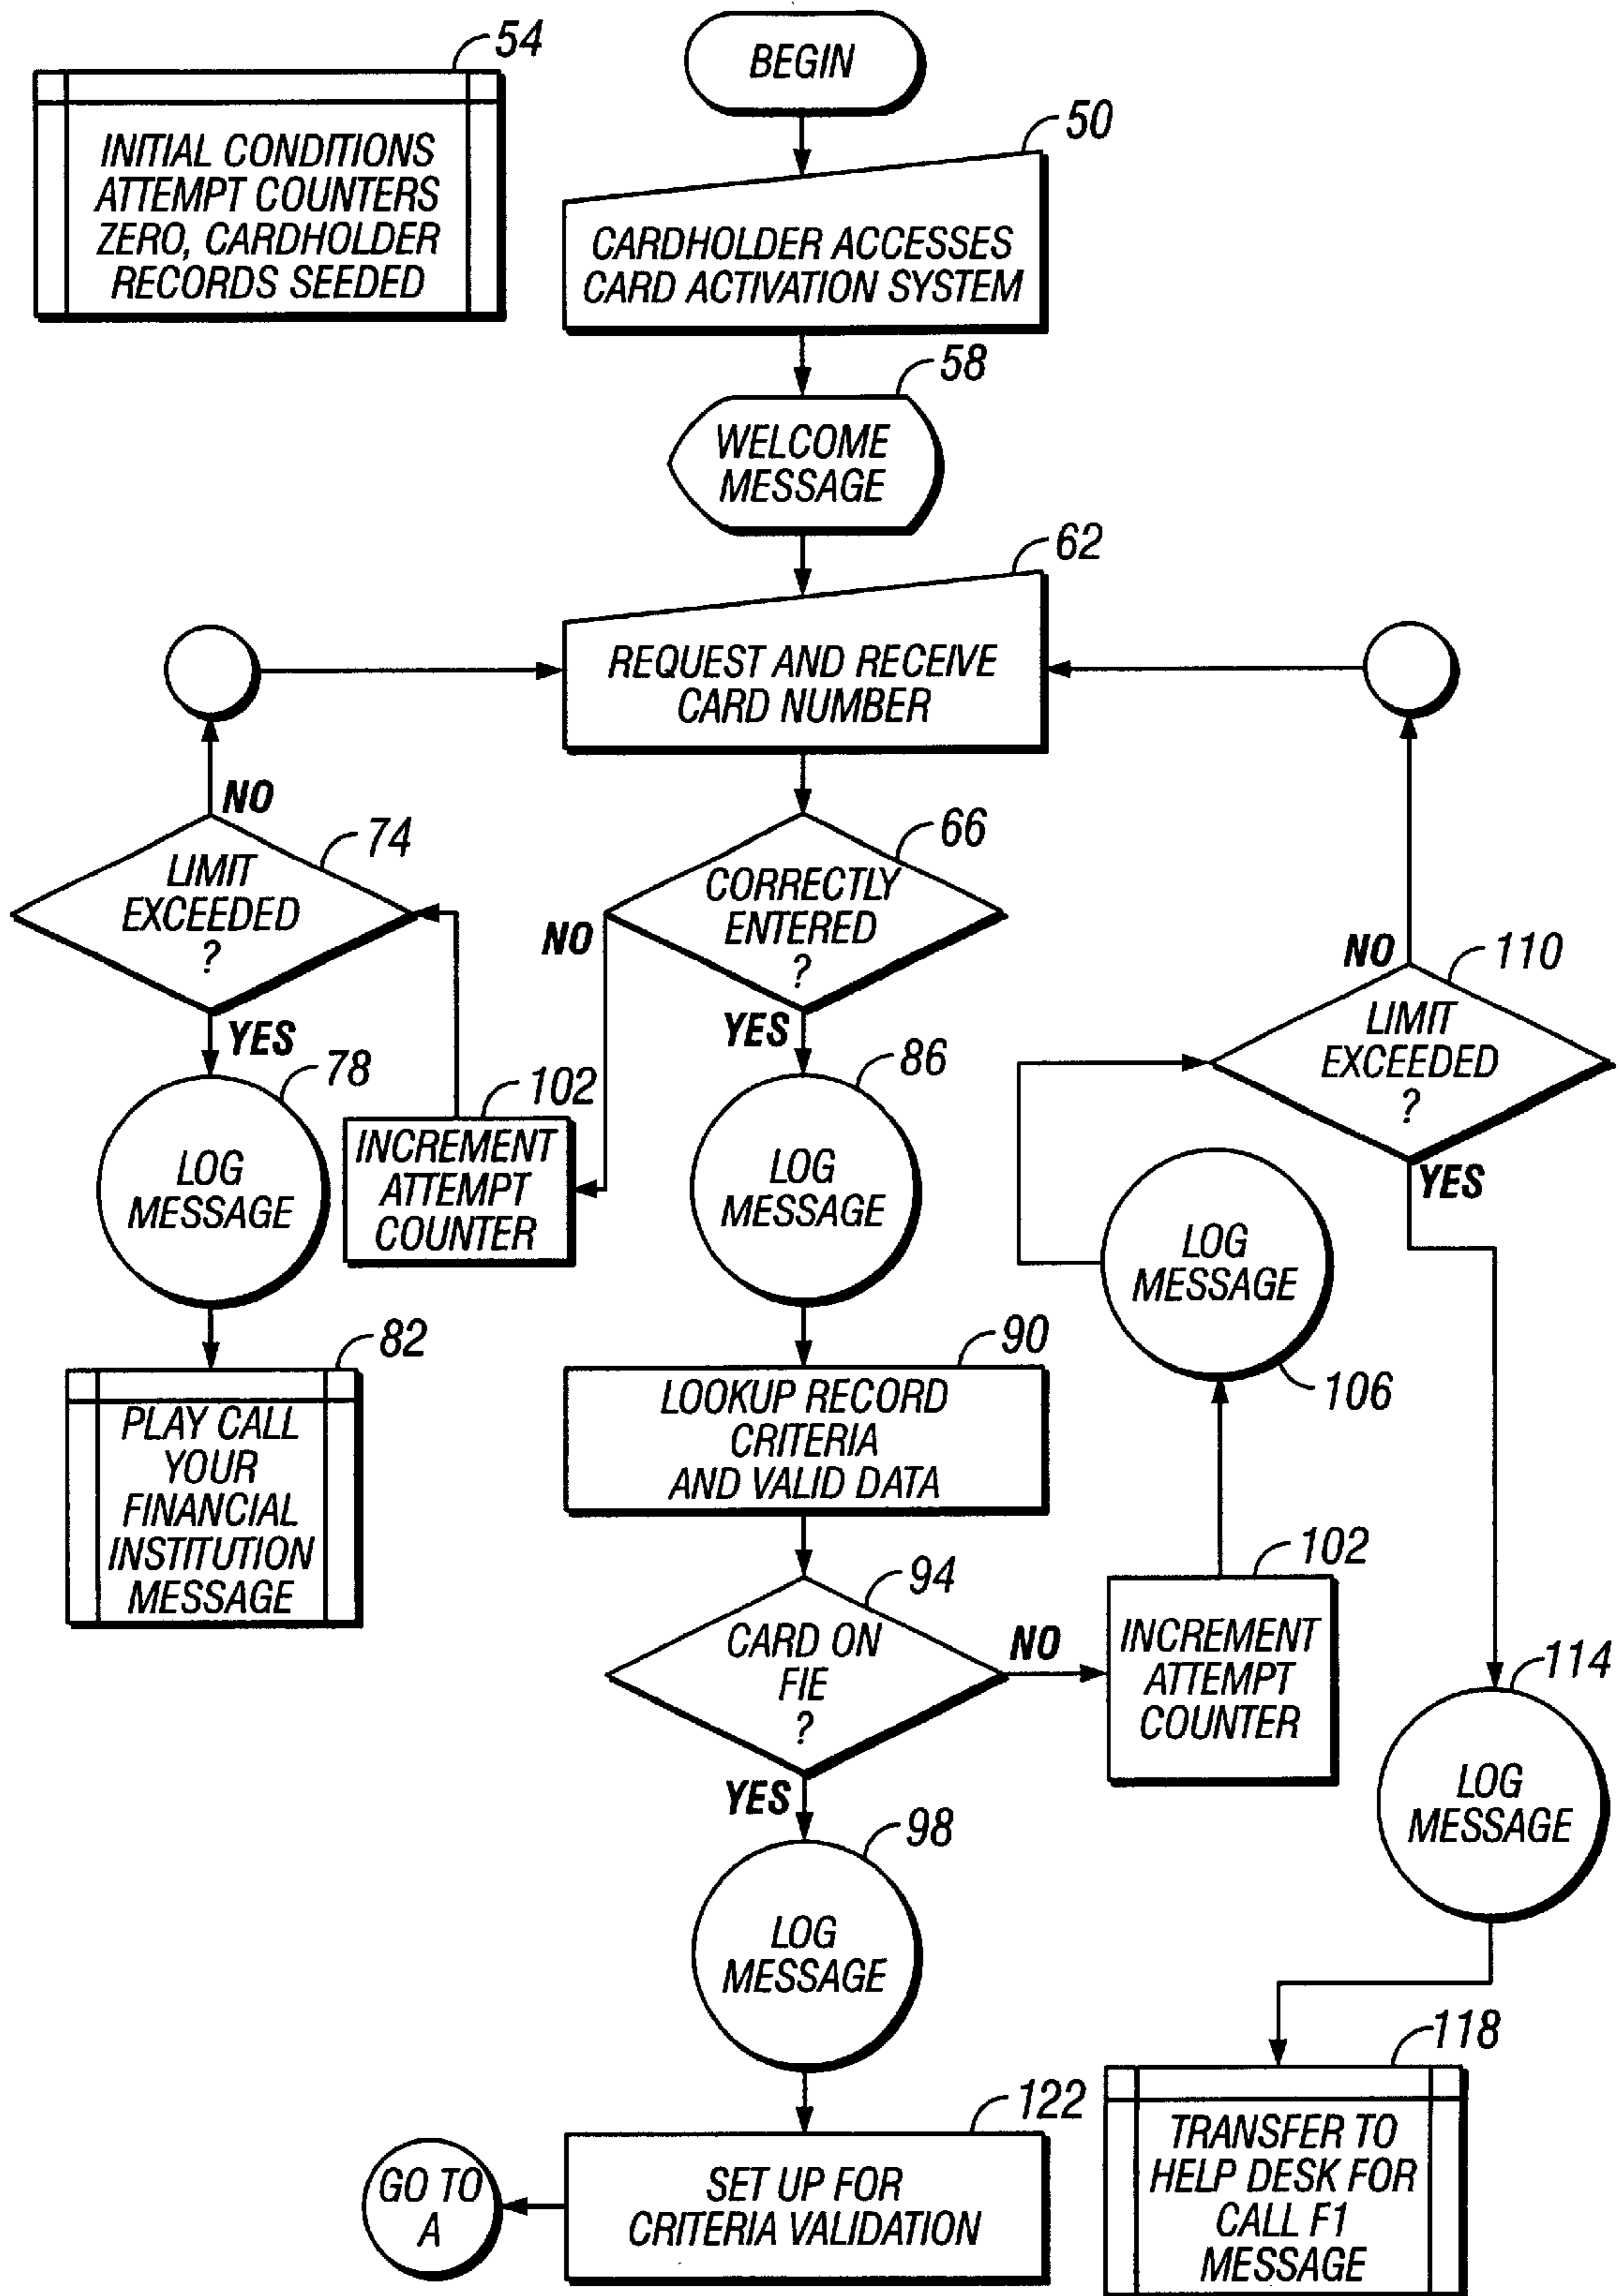 54
INITIAL CONDITIONS
ATTEMPT COUNTERS
ZERO, CARDHOLDER
RECORDS SEEDED
BEGIN
50
CARDHOLDER ACCESSES
CARD ACTIVATION SYSTEM
58
WELCOME
MESSAGE
62
REQUEST AND RECEIVE
CARD NUMBER
NO
74
LIMIT
EXCEEDED
?
YES
66
CORRECTLY
ENTERED
?
NO
YES
NO
110
LIMIT
EXCEEDED
?
YES
78
LOG
MESSAGE
102
INCREMENT
ATTEMPT
COUNTER
86
LOG
MESSAGE
LOG
MESSAGE
106
82
PLAY CALL
YOUR
FINANCIAL
INSTITUTION
MESSAGE
90
LOOKUP RECORD
CRITERIA
AND VALID DATA
94
CARD ON
FIE
?
NO
YES
102
INCREMENT
ATTEMPT
COUNTER
114
LOG
MESSAGE
98
LOG
MESSAGE
118
TRANSFER TO
HELP DESK FOR
CALL F1
MESSAGE
122
SET UP FOR
CRITERIA VALIDATION
GO TO
A